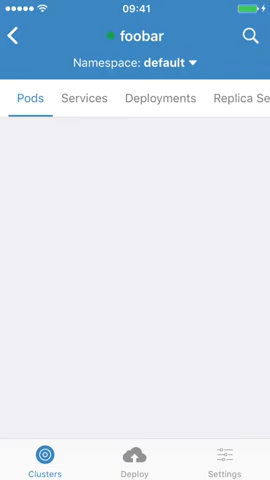 09:41
foobar
Namespace: default
Pods Services Deployments Replica Se
Clusters Deploy Settings